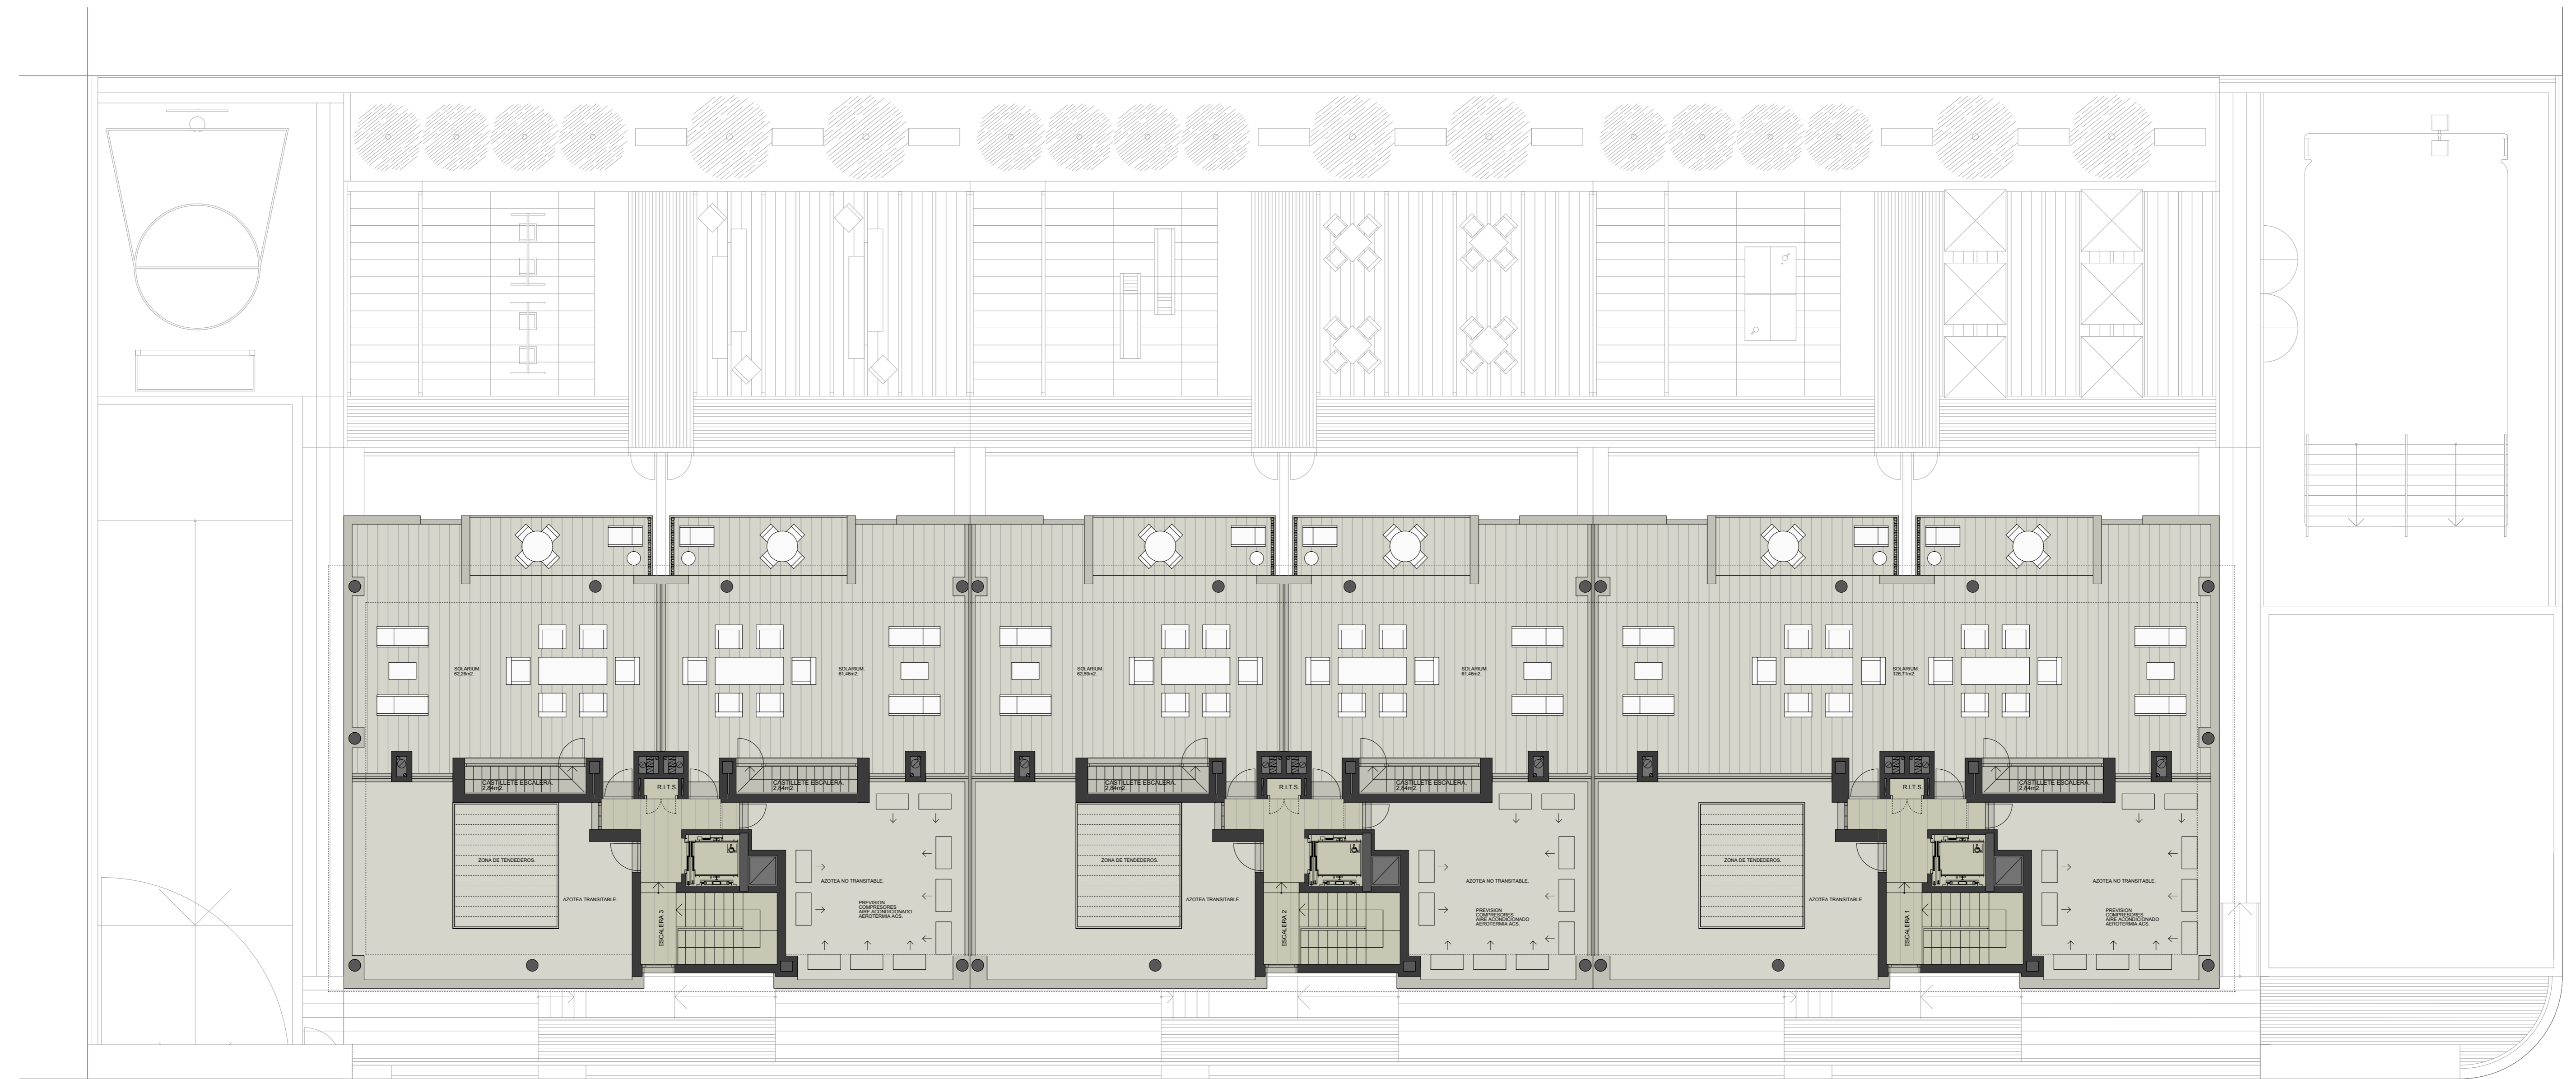 SOLARIUM.
62,26m2.
SOLARIUM.
61,46m2.
SOLARIUM.
62,59m2.
SOLARIUM.
61,46m2.
SOLARIUM.
126,71m2.
CASTILLETE ESCALERA.
2,84m2.
R.I.T.S.
CASTILLETE ESCALERA.
2,84m2.
CASTILLETE ESCALERA.
2,84m2.
R.I.T.S.
CASTILLETE ESCALERA.
2,84m2.
R.I.T.S.
CASTILLETE ESCALERA.
2,84m2.
ZONA DE TENDEDEROS.
AZOTEA TRANSITABLE.
ESCALERA 3
AZOTEA NO TRANSITABLE.
PREVISION
COMPRESORES
AIRE ACONDICIONADO
AEROTERMIA ACS.
ZONA DE TENDEDEROS.
AZOTEA TRANSITABLE.
ESCALERA 2
AZOTEA NO TRANSITABLE.
PREVISION
COMPRESORES
AIRE ACONDICIONADO
AEROTERMIA ACS.
ZONA DE TENDEDEROS.
AZOTEA TRANSITABLE.
ESCALERA 1
AZOTEA NO TRANSITABLE.
PREVISION
COMPRESORES
AIRE ACONDICIONADO
AEROTERMIA ACS.